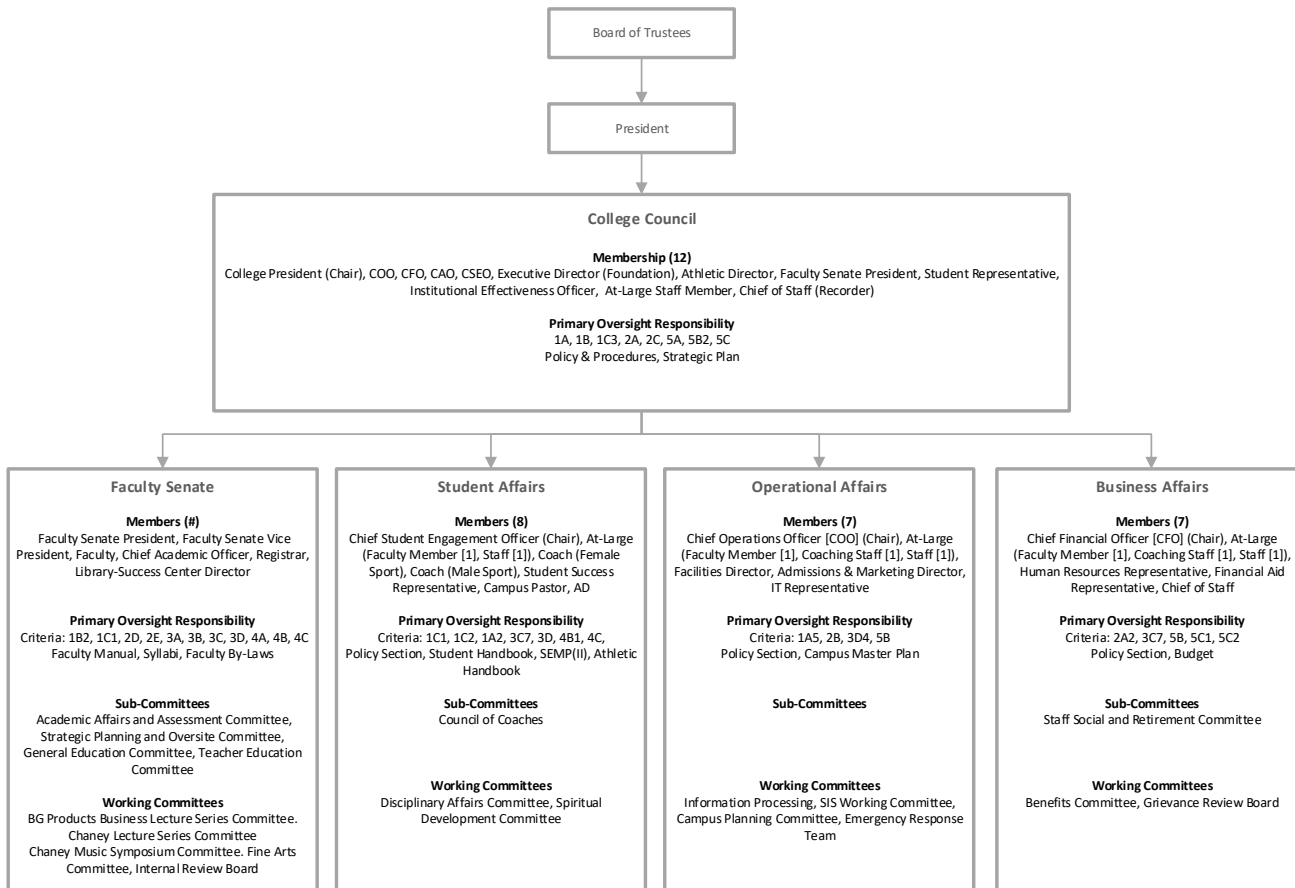 Board of Trustees
President
College Council
Membership (12)
College President (Chair), COO, CFO, CAO, CSEO, Executive Director (Foundation), Athletic Director, Faculty Senate President, Student Representative,
Institutional Effectiveness Officer, At-Large Staff Member, Chief of Staff (Recorder)
Primary Oversight Responsibility
1A, 1B, 1C3, 2A, 2C, 5A, 5B2, 5C
Policy & Procedures, Strategic Plan
Faculty Senate
Members (#)
Faculty Senate President, Faculty Senate Vice
President, Faculty, Chief Academic Officer, Registrar,
Library-Success Center Director
Primary Oversight Responsibility
Criteria: 1B2, 1C1, 2D, 2E, 3A, 3B, 3C, 3D, 4A, 4B, 4C
Faculty Manual, Syllabi, Faculty By-Laws
Sub-Committees
Academic Affairs and Assessment Committee,
Strategic Planning and Oversite Committee,
General Education Committee, Teacher Education
Committee
Working Committees
BG Products Business Lecture Series Committee.
Chaney Lecture Series Committee
Chaney Music Symposium Committee. Fine Arts
Committee, Internal Review Board
Student Affairs
Members (8)
Chief Student Engagement Officer (Chair), At-Large
(Faculty Member [1], Staff [1]), Coach (Female
Sport), Coach (Male Sport), Student Success
Representative, Campus Pastor, AD
Primary Oversight Responsibility
Criteria: 1C1, 1C2, 1A2, 3C7, 3D, 4B1, 4C,
Policy Section, Student Handbook, SEMP(II), Athletic
Handbook
Sub-Committees
Council of Coaches
Working Committees
Disciplinary Affairs Committee, Spiritual
Development Committee
Operational Affairs
Members (7)
Chief Operations Officer [COO] (Chair), At-Large
(Faculty Member [1], Coaching Staff [1], Staff [1]),
Facilities Director, Admissions & Marketing Director,
IT Representative
Primary Oversight Responsibility
Criteria: 1A5, 2B, 3D4, 5B
Policy Section, Campus Master Plan
Sub-Committees
Working Committees
Information Processing, SIS Working Committee,
Campus Planning Committee, Emergency Response
Team
Business Affairs
Members (7)
Chief Financial Officer [CFO] (Chair), At-Large
(Faculty Member [1], Coaching Staff [1], Staff [1]),
Human Resources Representative, Financial Aid
Representative, Chief of Staff
Primary Oversight Responsibility
Criteria: 2A2, 3C7, 5B, 5C1, 5C2
Policy Section, Budget
Sub-Committees
Staff Social and Retirement Committee
Working Committees
Benefits Committee, Grievance Review Board